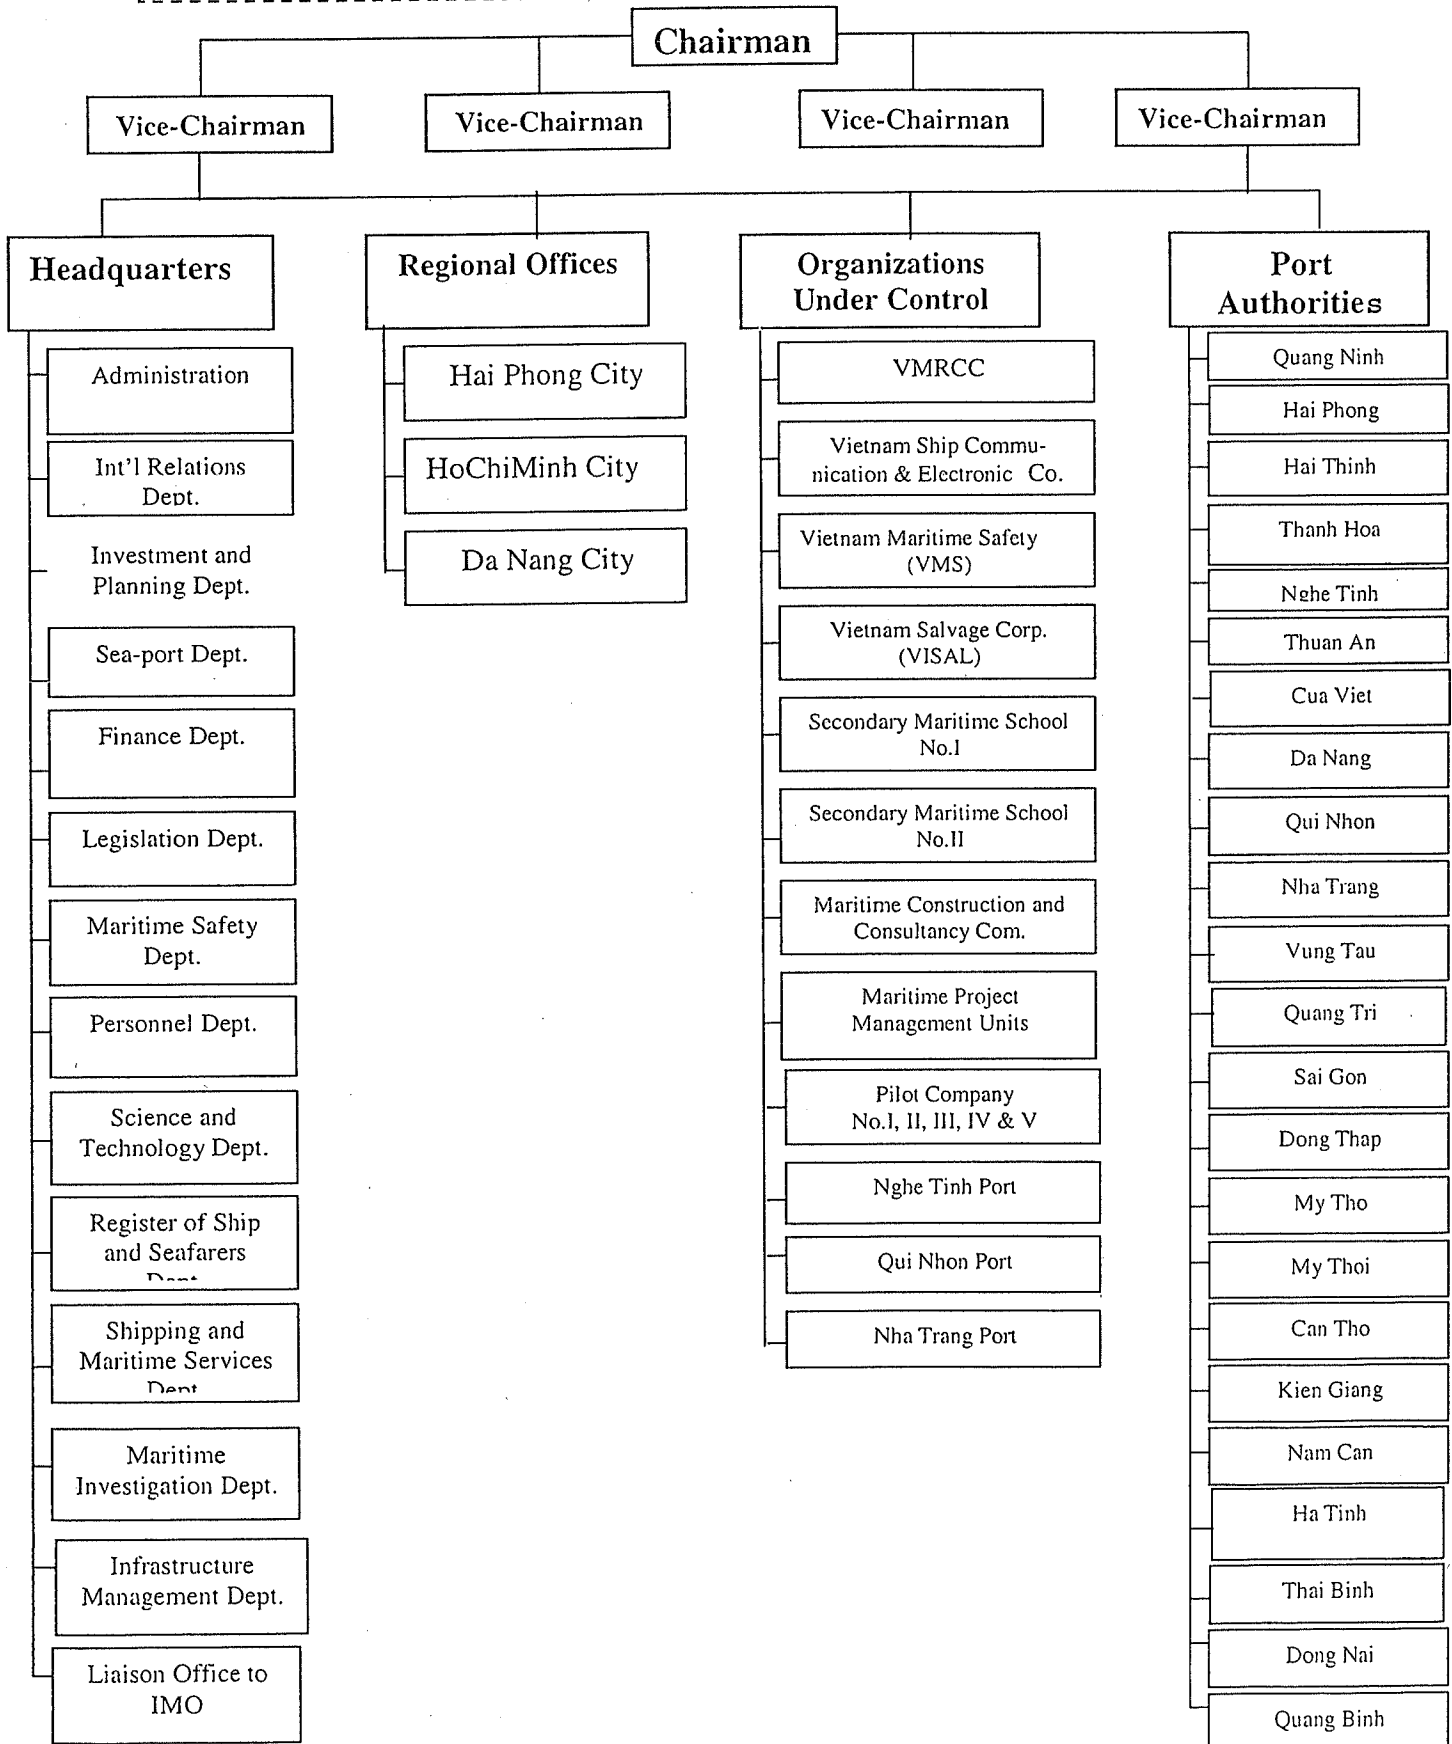 Chairman
Vice-Chairman
Vice-Chairman
Vice-Chairman
Vice-Chairman
Headquarters
Administration
Int'l Relations
Dept.
Investment and
Planning Dept.
Sea-port Dept.
Finance Dept.
Legislation Dept.
Maritime Safety
Dept.
Personnel Dept.
Science and
Technology Dept.
Register of Ship
and Seafarers
Dept.
Shipping and
Maritime Services
Dept.
Maritime
Investigation Dept.
Infrastructure
Management Dept.
Liaison Office to
IMO
Regional Offices
Hai Phong City
HoChiMinh City
Da Nang City
Organizations
Under Control
VMRCC
Vietnam Ship Commu-
nication & Electronic Co.
Vietnam Maritime Safety
(VMS)
Vietnam Salvage Corp.
(VISAL)
Secondary Maritime School
No.I
Secondary Maritime School
No.II
Maritime Construction and
Consultancy Com.
Maritime Project
Management Units
Pilot Company
No.I, II, III, IV & V
Nghe Tinh Port
Qui Nhon Port
Nha Trang Port
Port
Authorities
Quang Ninh
Hai Phong
Hai Thinh
Thanh Hoa
Nghe Tinh
Thuan An
Cua Viet
Da Nang
Qui Nhon
Nha Trang
Vung Tau
Quang Tri
Sai Gon
Dong Thap
My Tho
My Thoi
Can Tho
Kien Giang
Nam Can
Ha Tinh
Thai Binh
Dong Nai
Quang Binh